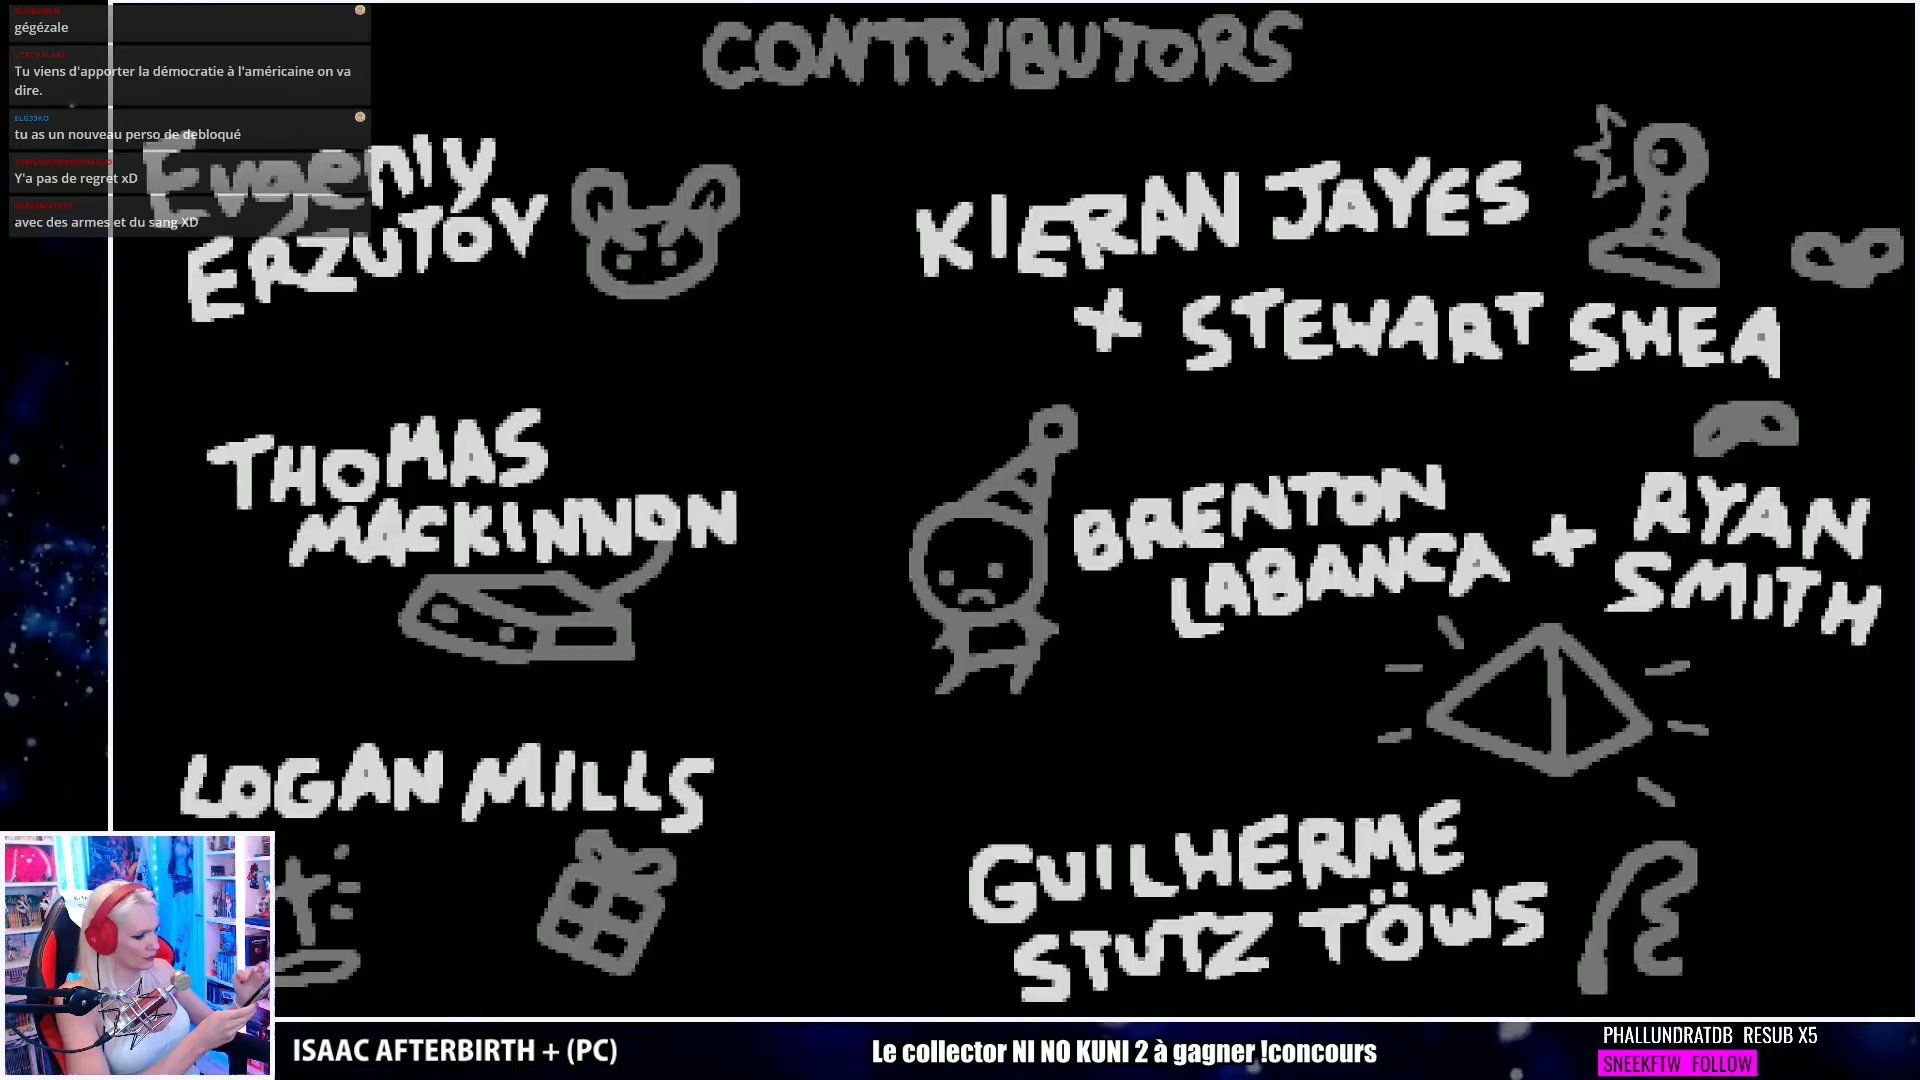 gégézale
Tu viens d'apporter la démocratie à l'américaine on va
dire.
ELG33KO
tu as un nouveau perso de debloqué
Y'a pas de regret xD
avec des armes et du sang XD
CONTRIBUTORS
Evgeniy
ERZUTOV
KIERAN JAYES
+ STEWART SHEA
THOMAS
MACKINNON
BRENTON
LABANCA
+ RYAN
SMITH
LOGAN MILLS
GUILHERME
STUTZ TÖWS
ISAAC AFTERBIRTH + (PC)
Le collector NI NO KUNI 2 à gagner !concours
PHALLUNDRATDB RESUB X5
SNEEKFTW FOLLOW